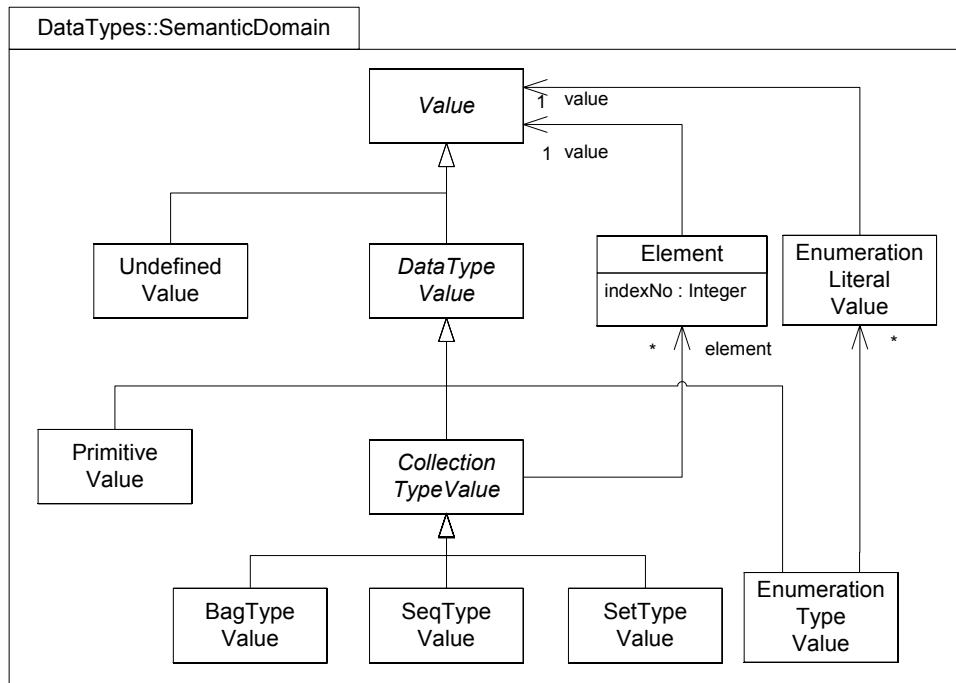 DataTypes::SemanticDomain
Value
1 value
1 value
Undefined
Value
DataType
Value
Element
indexNo : Integer
Enumeration
Literal
Value
* element
*
Primitive
Value
Collection
TypeValue
BagType
Value
SeqType
Value
SetType
Value
Enumeration
Type
Value